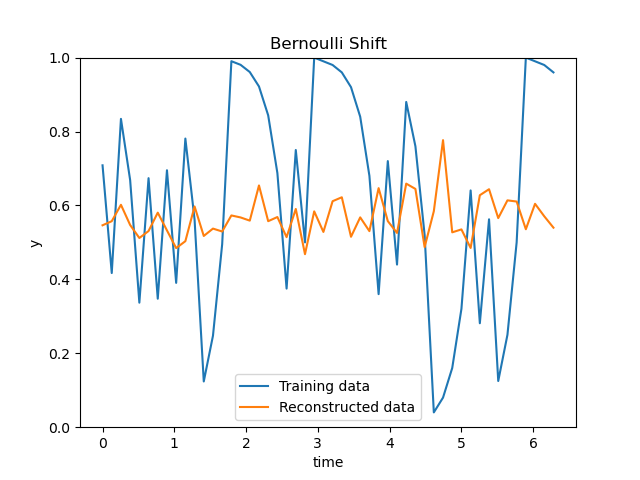 Bernoulli Shift
1.0
0.8
0.6
0.4
0.2
0.0
y
Training data
Reconstructed data
0 1 2 3 4 5 6
time